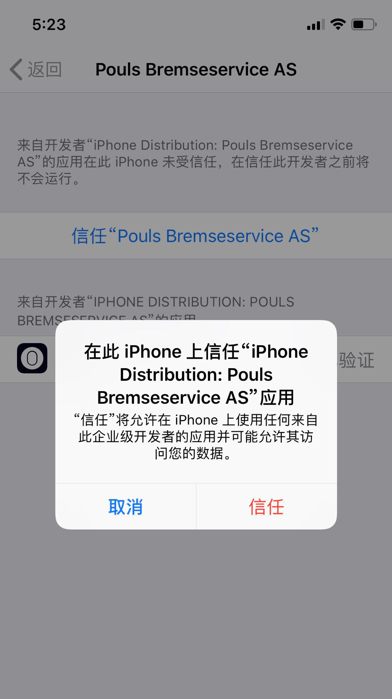 5:23
返回
Pouls Bremseservice AS
来自开发者“iPhone Distribution: Pouls Bremseservice
AS”的应用在此 iPhone 未受信任，在信任此开发者之前将
不会运行。
信任“Pouls Bremseservice AS”
来自开发者“IPHONE DISTRIBUTION: POULS
BREMSESERVICE AS”的应用
验证
在此 iPhone 上信任“iPhone
Distribution: Pouls
Bremseservice AS”应用
“信任”将允许在 iPhone 上使用任何来自
此企业级开发者的应用并可能允许其访
问您的数据。
取消
信任